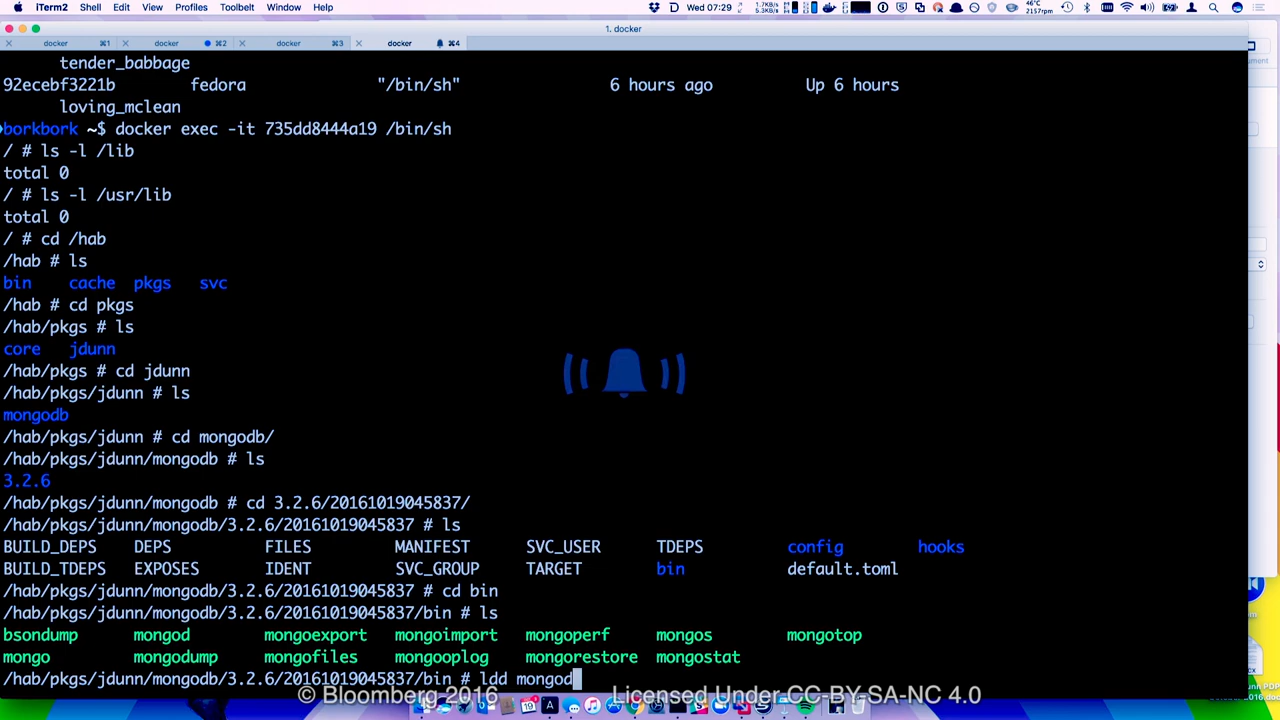 iTerm2 Shell Edit View Profiles Toolbelt Window Help 1.7KB/s 5.3KB/s Wed 07:29 46°C 2157rpm
1. docker
docker ⌘1 docker ⌘2 docker ⌘3 docker ⌘4
tender_babbage
92ecebf3221b fedora "/bin/sh" 6 hours ago Up 6 hours
loving_mclean
borkbork ~$ docker exec -it 735dd8444a19 /bin/sh
/ # ls -l /lib
total 0
/ # ls -l /usr/lib
total 0
/ # cd /hab
/hab # ls
bin cache pkgs svc
/hab # cd pkgs
/hab/pkgs # ls
core jdunn
/hab/pkgs # cd jdunn
/hab/pkgs/jdunn # ls
mongodb
/hab/pkgs/jdunn # cd mongodb/
/hab/pkgs/jdunn/mongodb # ls
3.2.6
/hab/pkgs/jdunn/mongodb # cd 3.2.6/20161019045837/
/hab/pkgs/jdunn/mongodb/3.2.6/20161019045837 # ls
BUILD_DEPS DEPS FILES MANIFEST SVC_USER TDEPS config hooks
BUILD_TDEPS EXPOSES IDENT SVC_GROUP TARGET bin default.toml
/hab/pkgs/jdunn/mongodb/3.2.6/20161019045837 # cd bin
/hab/pkgs/jdunn/mongodb/3.2.6/20161019045837/bin # ls
bsondump mongod mongoexport mongoimport mongoperf mongos mongotop
mongo mongodump mongofiles mongooplog mongorestore mongostat
/hab/pkgs/jdunn/mongodb/3.2.6/20161019045837/bin # ldd mongod
© Bloomberg 2016 Licensed Under CC-BY-SA-NC 4.0